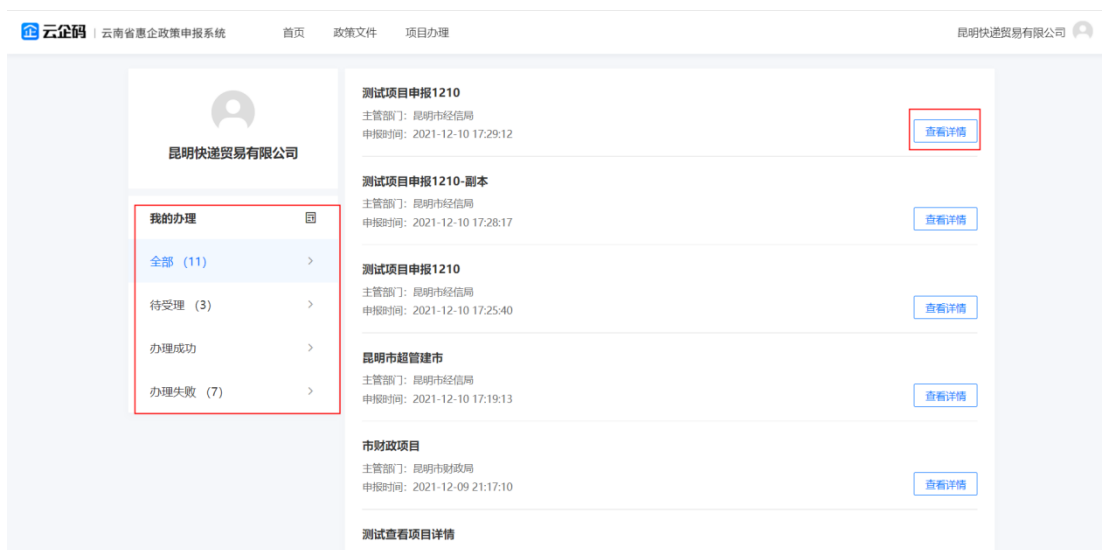 企 云企码 | 云南省惠企政策申报系统 首页 政策文件 项目办理 昆明快递贸易有限公司
昆明快递贸易有限公司
我的办理
全部 (11)
待受理 (3)
办理成功
办理失败 (7)
测试项目申报1210
主管部门：昆明市经信局
申报时间：2021-12-10 17:29:12
查看详情
测试项目申报1210-副本
主管部门：昆明市经信局
申报时间：2021-12-10 17:28:17
查看详情
测试项目申报1210
主管部门：昆明市经信局
申报时间：2021-12-10 17:25:40
查看详情
昆明市超管建市
主管部门：昆明市经信局
申报时间：2021-12-10 17:19:13
查看详情
市财政项目
主管部门：昆明市财政局
申报时间：2021-12-09 21:17:10
查看详情
测试查看项目详情